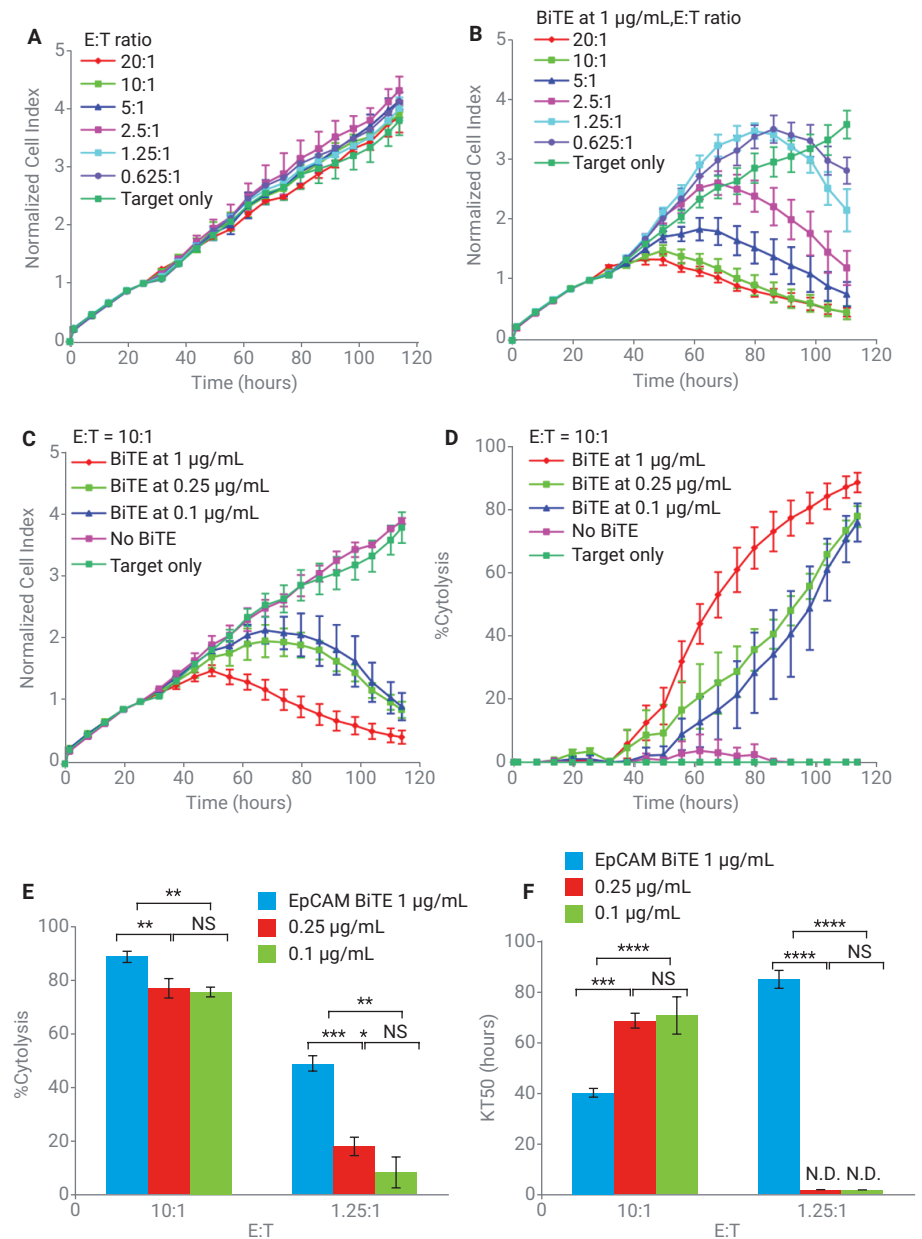 A
E:T ratio
20:1
10:1
5:1
2.5:1
1.25:1
0.625:1
Target only
5
4
3
2
1
0
Normalized Cell Index
0 20 40 60 80 100 120
Time (hours)
B
BiTE at 1 µg/mL,E:T ratio
20:1
10:1
5:1
2.5:1
1.25:1
0.625:1
Target only
5
4
3
2
1
0
Normalized Cell Index
0 20 40 60 80 100 120
Time (hours)
C
E:T = 10:1
BiTE at 1 µg/mL
BiTE at 0.25 µg/mL
BiTE at 0.1 µg/mL
No BiTE
Target only
5
4
3
2
1
0
Normalized Cell Index
0 20 40 60 80 100 120
Time (hours)
D
E:T = 10:1
BiTE at 1 µg/mL
BiTE at 0.25 µg/mL
BiTE at 0.1 µg/mL
No BiTE
Target only
100
80
60
40
20
0
%Cytolysis
0 20 40 60 80 100 120
Time (hours)
E
EpCAM BiTE 1 µg/mL
0.25 µg/mL
0.1 µg/mL
100
80
60
40
20
0
%Cytolysis
**
** NS
**
*** * NS
0 10:1 1.25:1
E:T
F
EpCAM BiTE 1 µg/mL
0.25 µg/mL
0.1 µg/mL
100
80
60
40
20
0
KT50 (hours)
****
*** NS
****
**** NS
N.D. N.D.
0 10:1 1.25:1
E:T